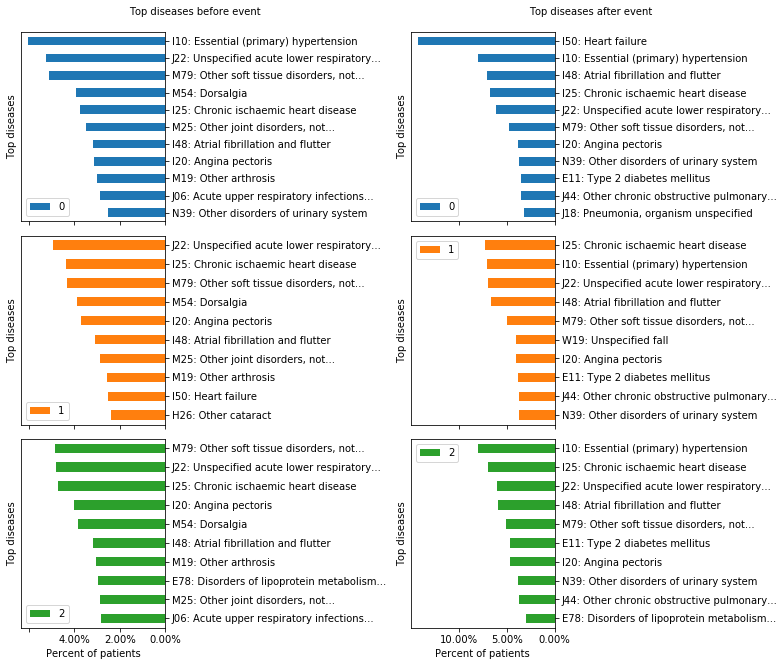 Top diseases before event
Top diseases
I10: Essential (primary) hypertension
J22: Unspecified acute lower respiratory...
M79: Other soft tissue disorders, not...
M54: Dorsalgia
I25: Chronic ischaemic heart disease
M25: Other joint disorders, not...
I48: Atrial fibrillation and flutter
I20: Angina pectoris
M19: Other arthrosis
J06: Acute upper respiratory infections...
N39: Other disorders of urinary system
0
Top diseases
J22: Unspecified acute lower respiratory...
I25: Chronic ischaemic heart disease
M79: Other soft tissue disorders, not...
M54: Dorsalgia
I20: Angina pectoris
I48: Atrial fibrillation and flutter
M25: Other joint disorders, not...
M19: Other arthrosis
I50: Heart failure
H26: Other cataract
1
Top diseases
M79: Other soft tissue disorders, not...
J22: Unspecified acute lower respiratory...
I25: Chronic ischaemic heart disease
I20: Angina pectoris
M54: Dorsalgia
I48: Atrial fibrillation and flutter
M19: Other arthrosis
E78: Disorders of lipoprotein metabolism...
M25: Other joint disorders, not...
J06: Acute upper respiratory infections...
2
4.00% 2.00% 0.00%
Percent of patients
Top diseases after event
Top diseases
I50: Heart failure
I10: Essential (primary) hypertension
I48: Atrial fibrillation and flutter
I25: Chronic ischaemic heart disease
J22: Unspecified acute lower respiratory...
M79: Other soft tissue disorders, not...
I20: Angina pectoris
N39: Other disorders of urinary system
E11: Type 2 diabetes mellitus
J44: Other chronic obstructive pulmonary...
J18: Pneumonia, organism unspecified
0
Top diseases
1
I25: Chronic ischaemic heart disease
I10: Essential (primary) hypertension
J22: Unspecified acute lower respiratory...
I48: Atrial fibrillation and flutter
M79: Other soft tissue disorders, not...
W19: Unspecified fall
I20: Angina pectoris
E11: Type 2 diabetes mellitus
J44: Other chronic obstructive pulmonary...
N39: Other disorders of urinary system
Top diseases
2
I10: Essential (primary) hypertension
I25: Chronic ischaemic heart disease
J22: Unspecified acute lower respiratory...
I48: Atrial fibrillation and flutter
M79: Other soft tissue disorders, not...
E11: Type 2 diabetes mellitus
I20: Angina pectoris
N39: Other disorders of urinary system
J44: Other chronic obstructive pulmonary...
E78: Disorders of lipoprotein metabolism...
10.00% 5.00% 0.00%
Percent of patients